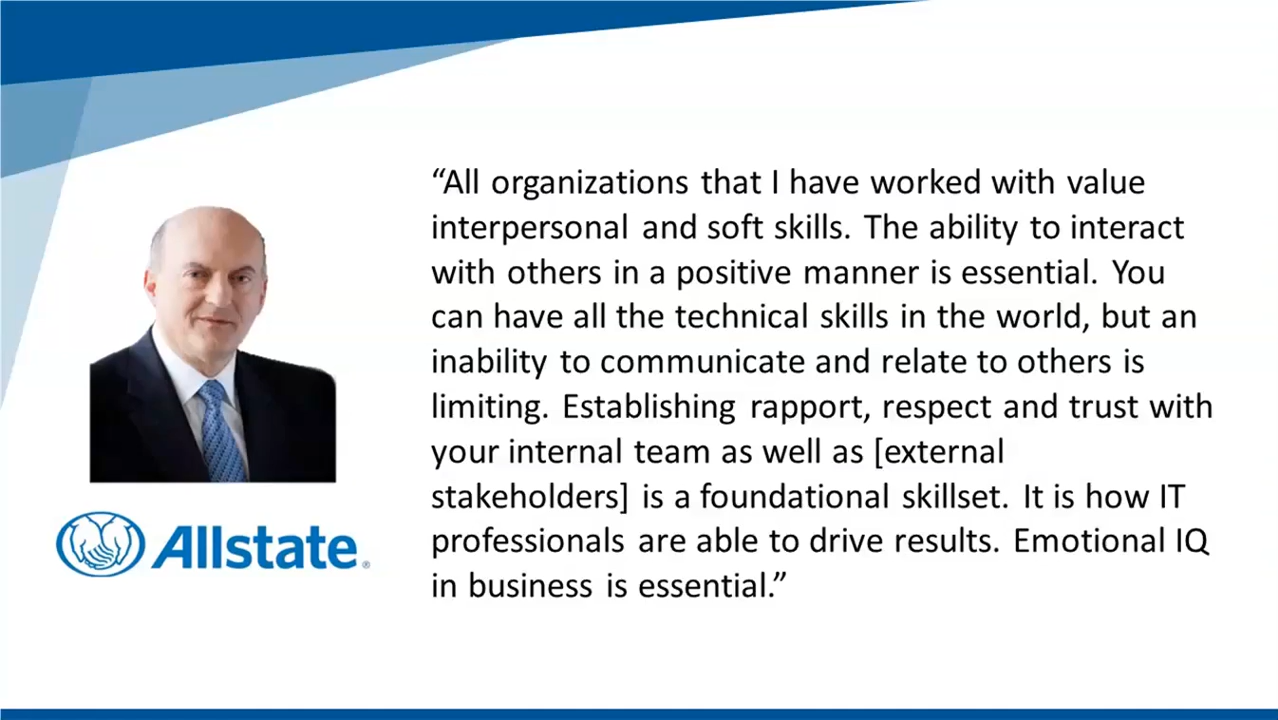 “All organizations that I have worked with value
interpersonal and soft skills. The ability to interact
with others in a positive manner is essential. You
can have all the technical skills in the world, but an
inability to communicate and relate to others is
limiting. Establishing rapport, respect and trust with
your internal team as well as [external
stakeholders] is a foundational skillset. It is how IT
professionals are able to drive results. Emotional IQ
in business is essential.”
Allstate®